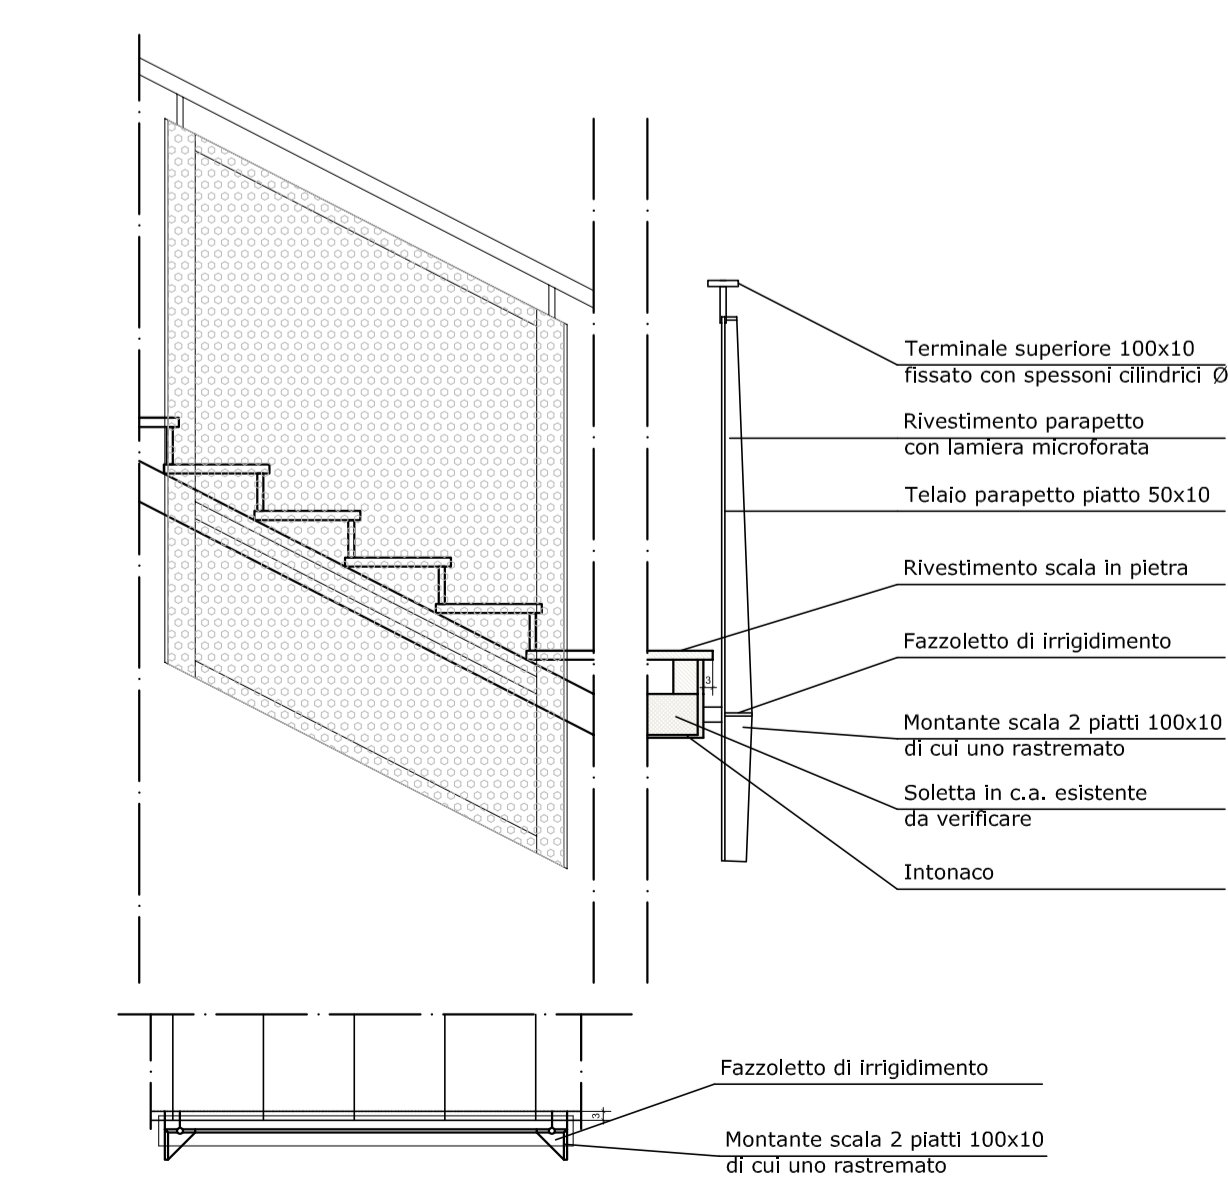 Terminale superiore 100x10
fissato con spessoni cilindrici Ø
Rivestimento parapetto
con lamiera microforata
Telaio parapetto piatto 50x10
Rivestimento scala in pietra
Fazzoletto di irrigidimento
3
Montante scala 2 piatti 100x10
di cui uno rastremato
Soletta in c.a. esistente
da verificare
Intonaco
Fazzoletto di irrigidimento
3
Montante scala 2 piatti 100x10
di cui uno rastremato